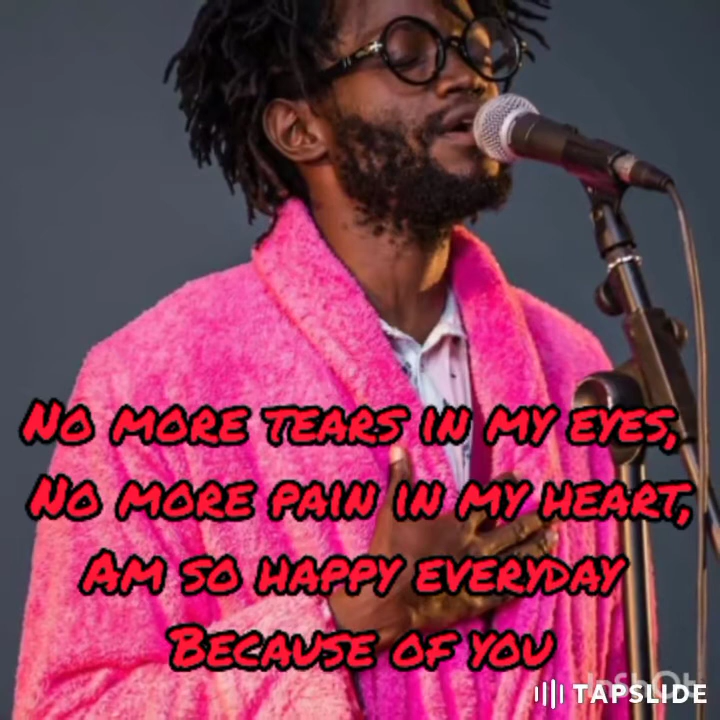 No more tears in my eyes,
No more pain in my heart,
Am so happy everyday
Because of you
TAPSLIDE